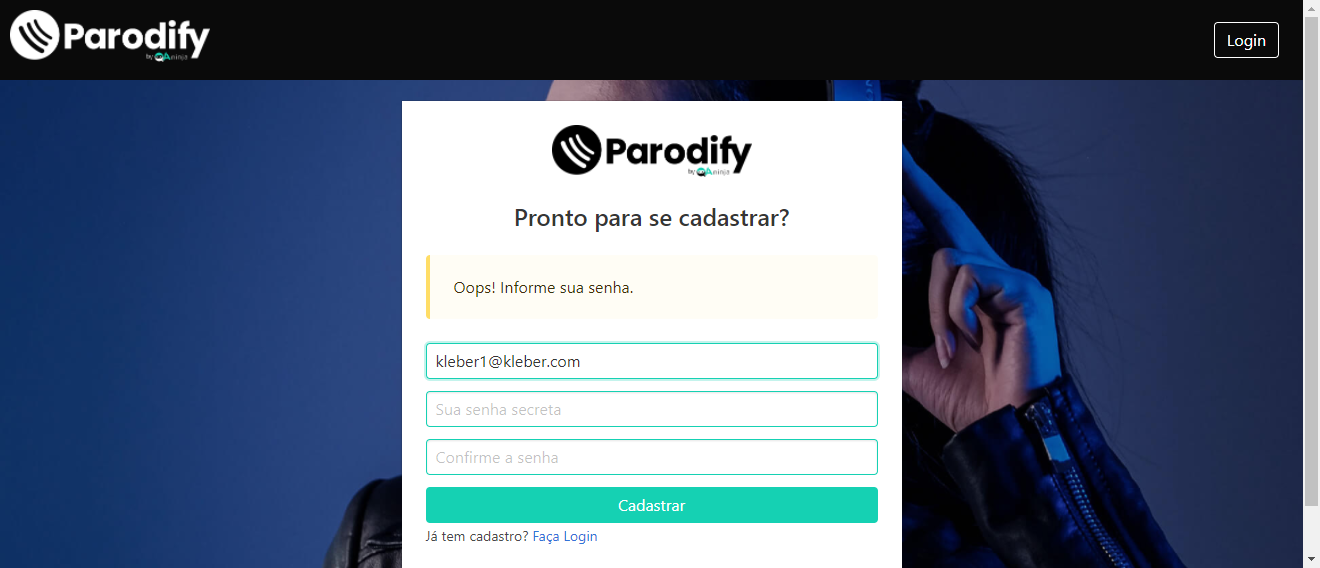 Parodify
by QAninja
Login
Parodify
by QAninja
Pronto para se cadastrar?
Oops! Informe sua senha.
kleber1@kleber.com
Sua senha secreta
Confirme a senha
Cadastrar
Já tem cadastro? Faça Login